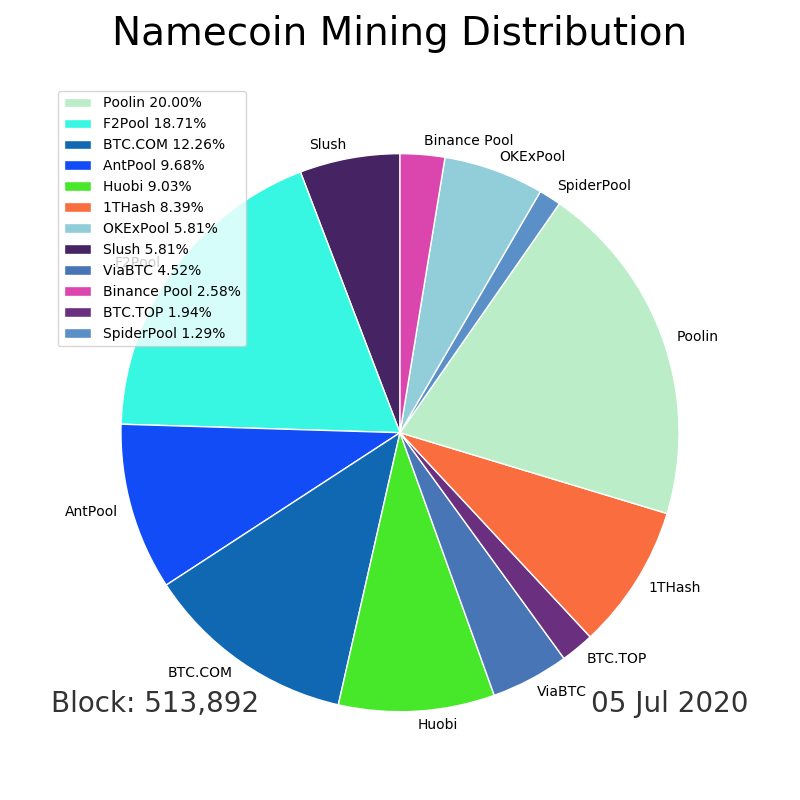 Namecoin Mining Distribution
Poolin 20.00%
F2Pool 18.71%
BTC.COM 12.26%
AntPool 9.68%
Huobi 9.03%
1THash 8.39%
OKExPool 5.81%
Slush 5.81%
ViaBTC 4.52%
Binance Pool 2.58%
BTC.TOP 1.94%
SpiderPool 1.29%
Slush
Binance Pool
OKExPool
SpiderPool
F2Pool
Poolin
AntPool
1THash
BTC.COM
BTC.TOP
ViaBTC
Huobi
Block: 513,892
05 Jul 2020